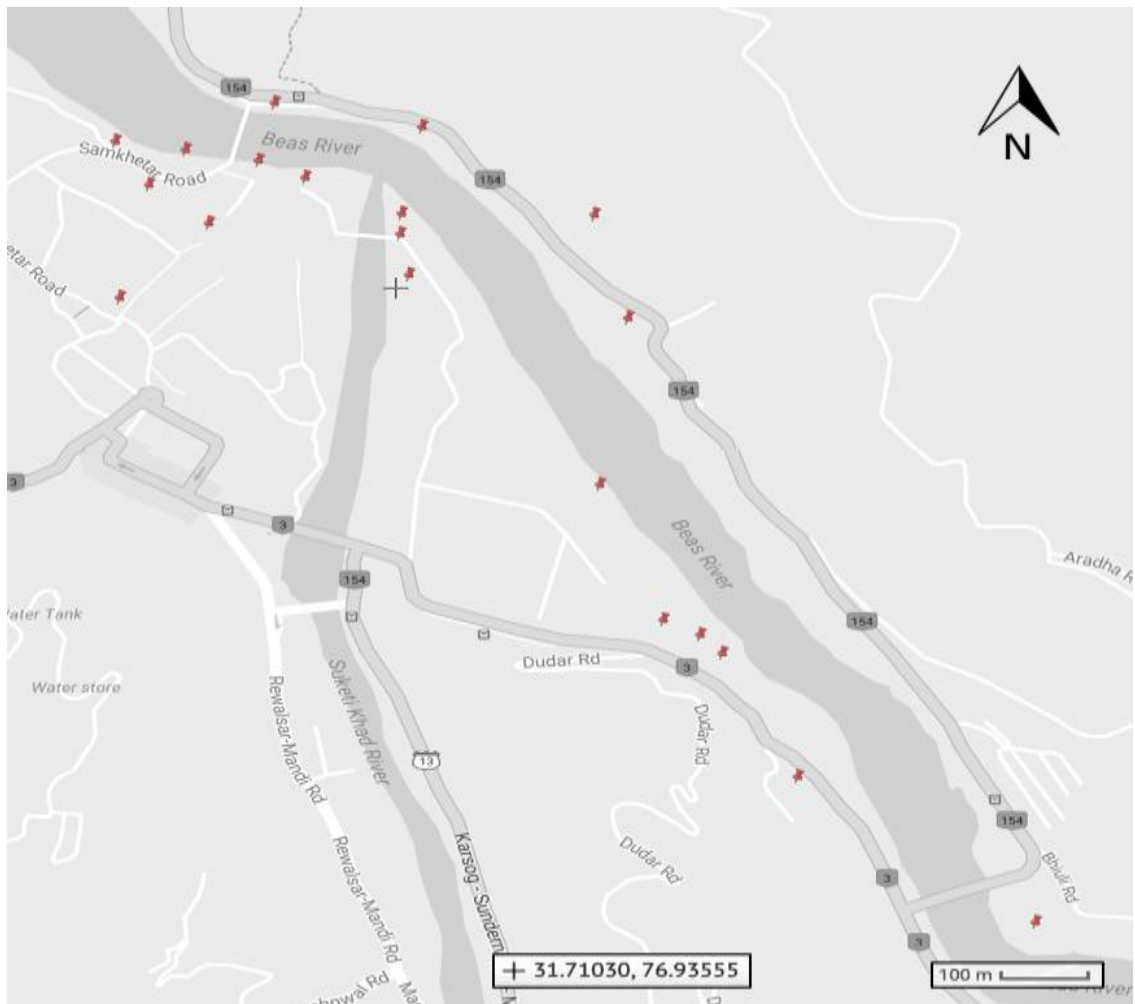 154
Beas River
Samkhetar Road
154
N
etar Road
154
3
3
Beas River
154
Aradha R
154
ater Tank
Dudar Rd
3
Water store
Suketi Khad River
Rewalsar-Mandi Rd
Dudar Rd
13
154
Rewalsar-Mandi Rd
Karsog - Sundern
Dudar Rd
Bhiuli Rd
3
3
31.71030, 76.93555
100 m
River